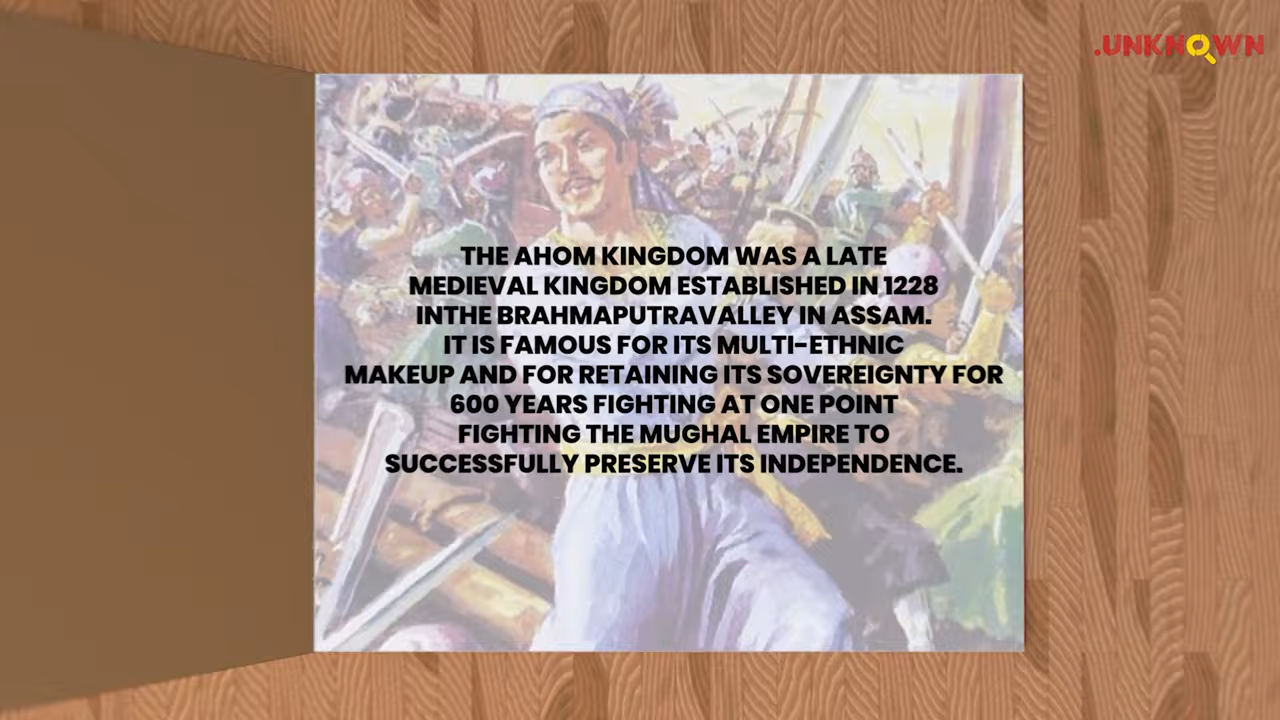 .UNKNOWN
THE AHOM KINGDOM WAS A LATE
MEDIEVAL KINGDOM ESTABLISHED IN 1228
INTHE BRAHMAPUTRAVALLEY IN ASSAM.
IT IS FAMOUS FOR ITS MULTI-ETHNIC
MAKEUP AND FOR RETAINING ITS SOVEREIGNTY FOR
600 YEARS FIGHTING AT ONE POINT
FIGHTING THE MUGHAL EMPIRE TO
SUCCESSFULLY PRESERVE ITS INDEPENDENCE.